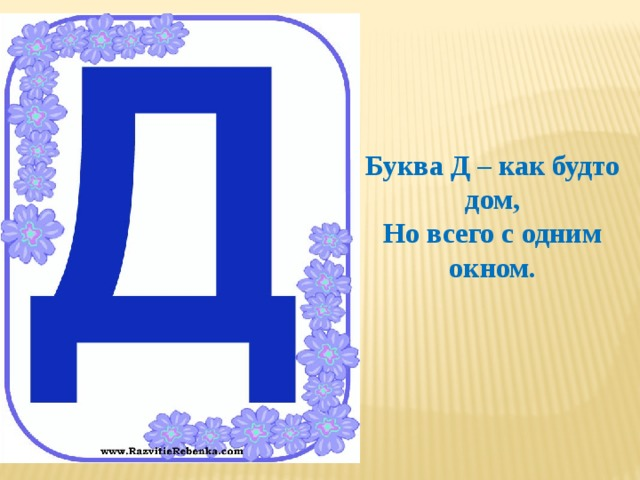 Д
Буква Д – как будто
дом,
Но всего с одним
окном.
www.RazvitieRebenka.com